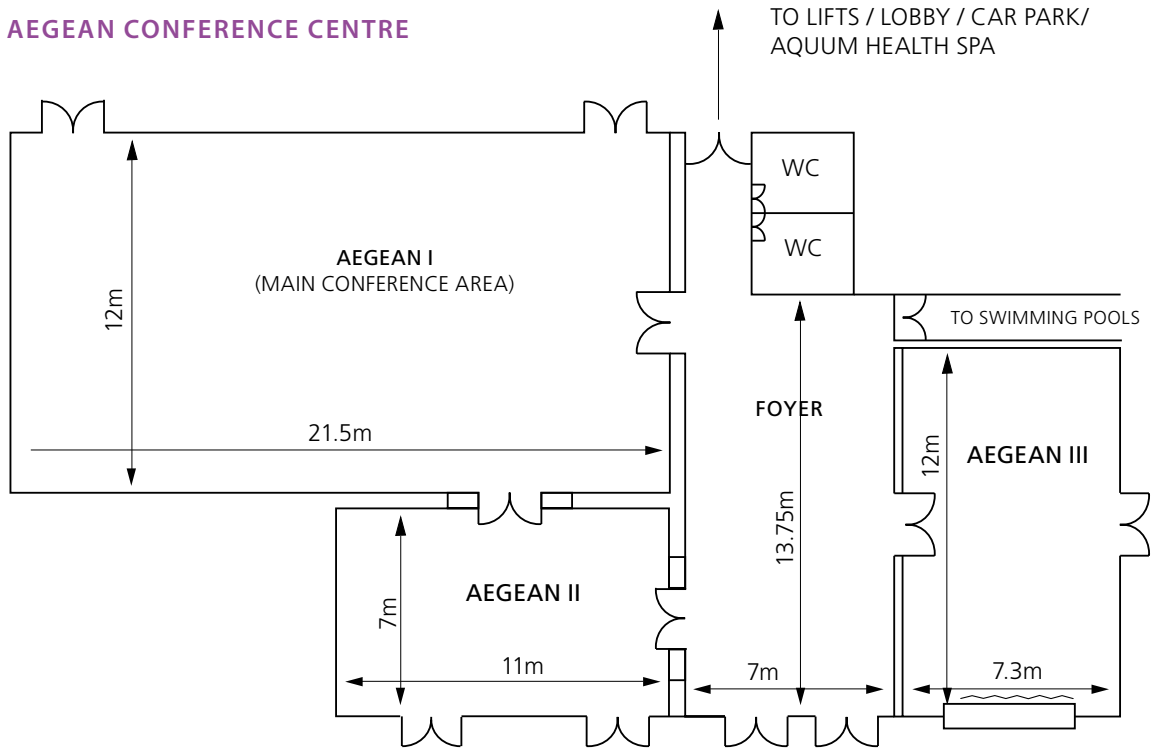 AEGEAN CONFERENCE CENTRE
TO LIFTS / LOBBY / CAR PARK/
AQUUM HEALTH SPA
WC
WC
AEGEAN I
(MAIN CONFERENCE AREA)
12m
21.5m
TO SWIMMING POOLS
FOYER
13.75m
7m
AEGEAN III
12m
7.3m
AEGEAN II
7m
11m